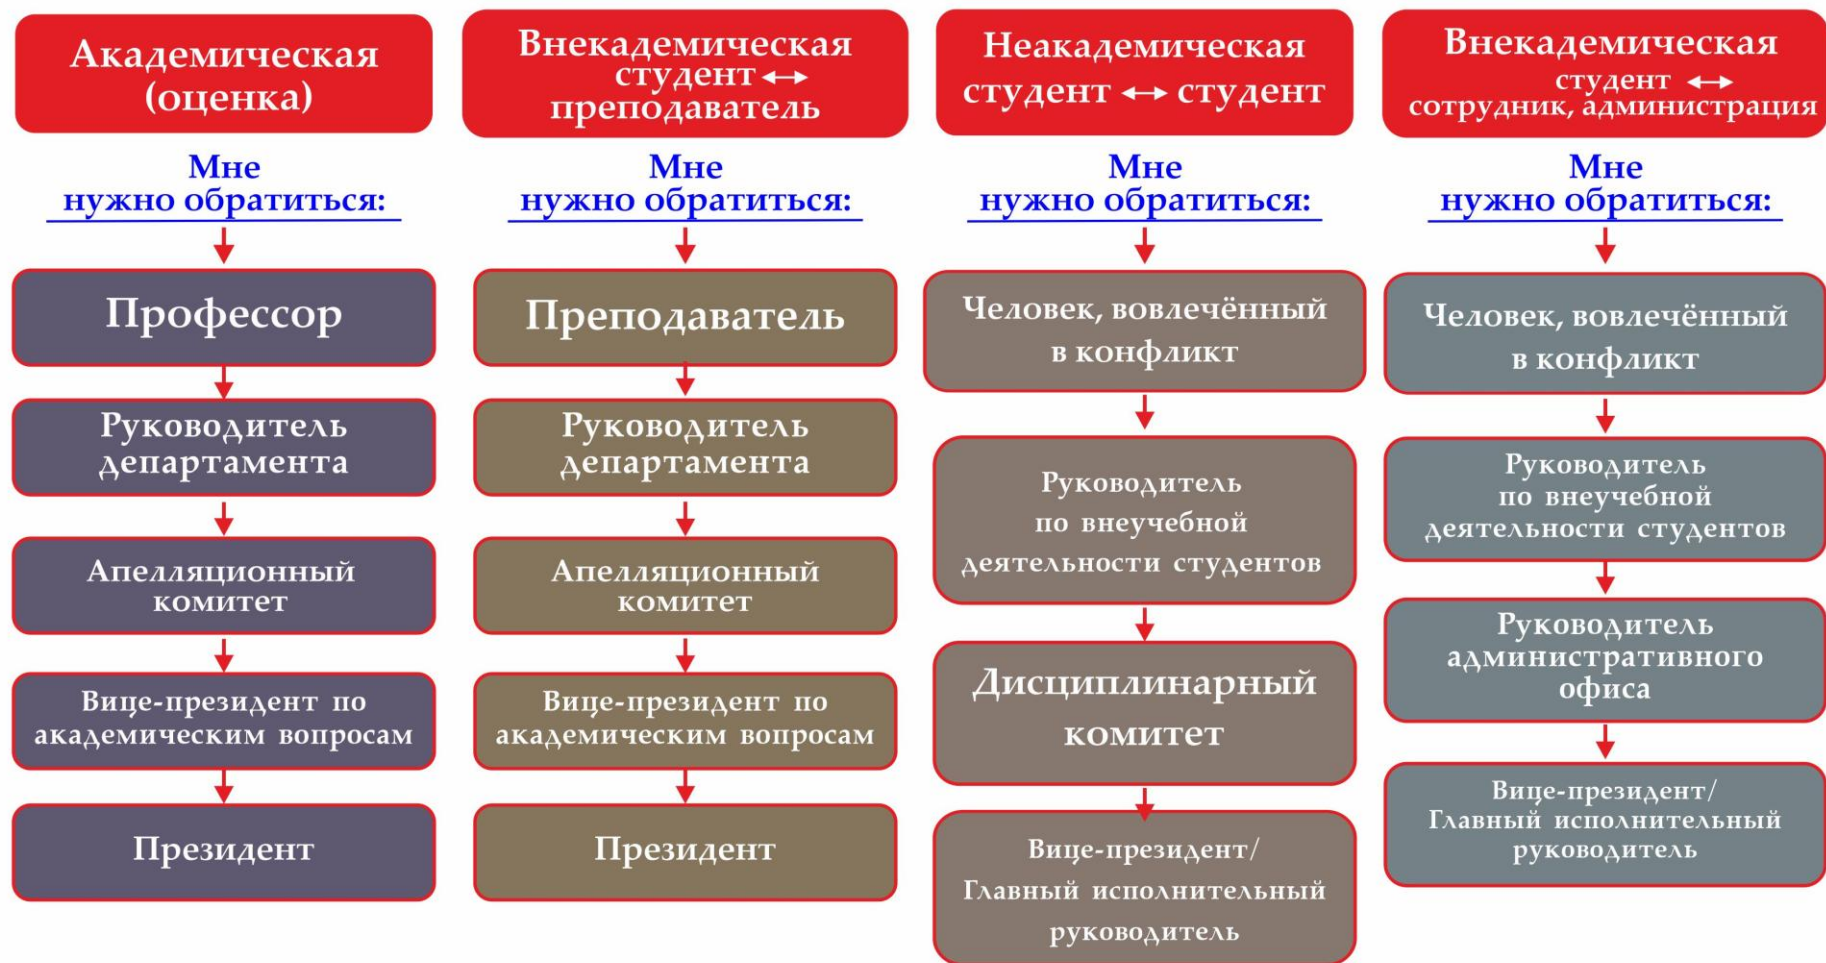 Академическая
(оценка)
Мне
нужно обратиться:
Профессор
Руководитель
департамента
Апелляционный
комитет
Вице-президент по
академическим вопросам
Президент
Внекадемическая
студент ↔
преподаватель
Мне
нужно обратиться:
Преподаватель
Руководитель
департамента
Апелляционный
комитет
Вице-президент по
академическим вопросам
Президент
Неакадемическая
студент ↔ студент
Мне
нужно обратиться:
Человек, вовлечённый
в конфликт
Руководитель
по внеучебной
деятельности студентов
Дисциплинарный
комитет
Вице-президент/
Главный исполнительный
руководитель
Внекадемическая
студент ↔
сотрудник, администрация
Мне
нужно обратиться:
Человек, вовлечённый
в конфликт
Руководитель
по внеучебной
деятельности студентов
Руководитель
административного
офиса
Вице-президент/
Главный исполнительный
руководитель